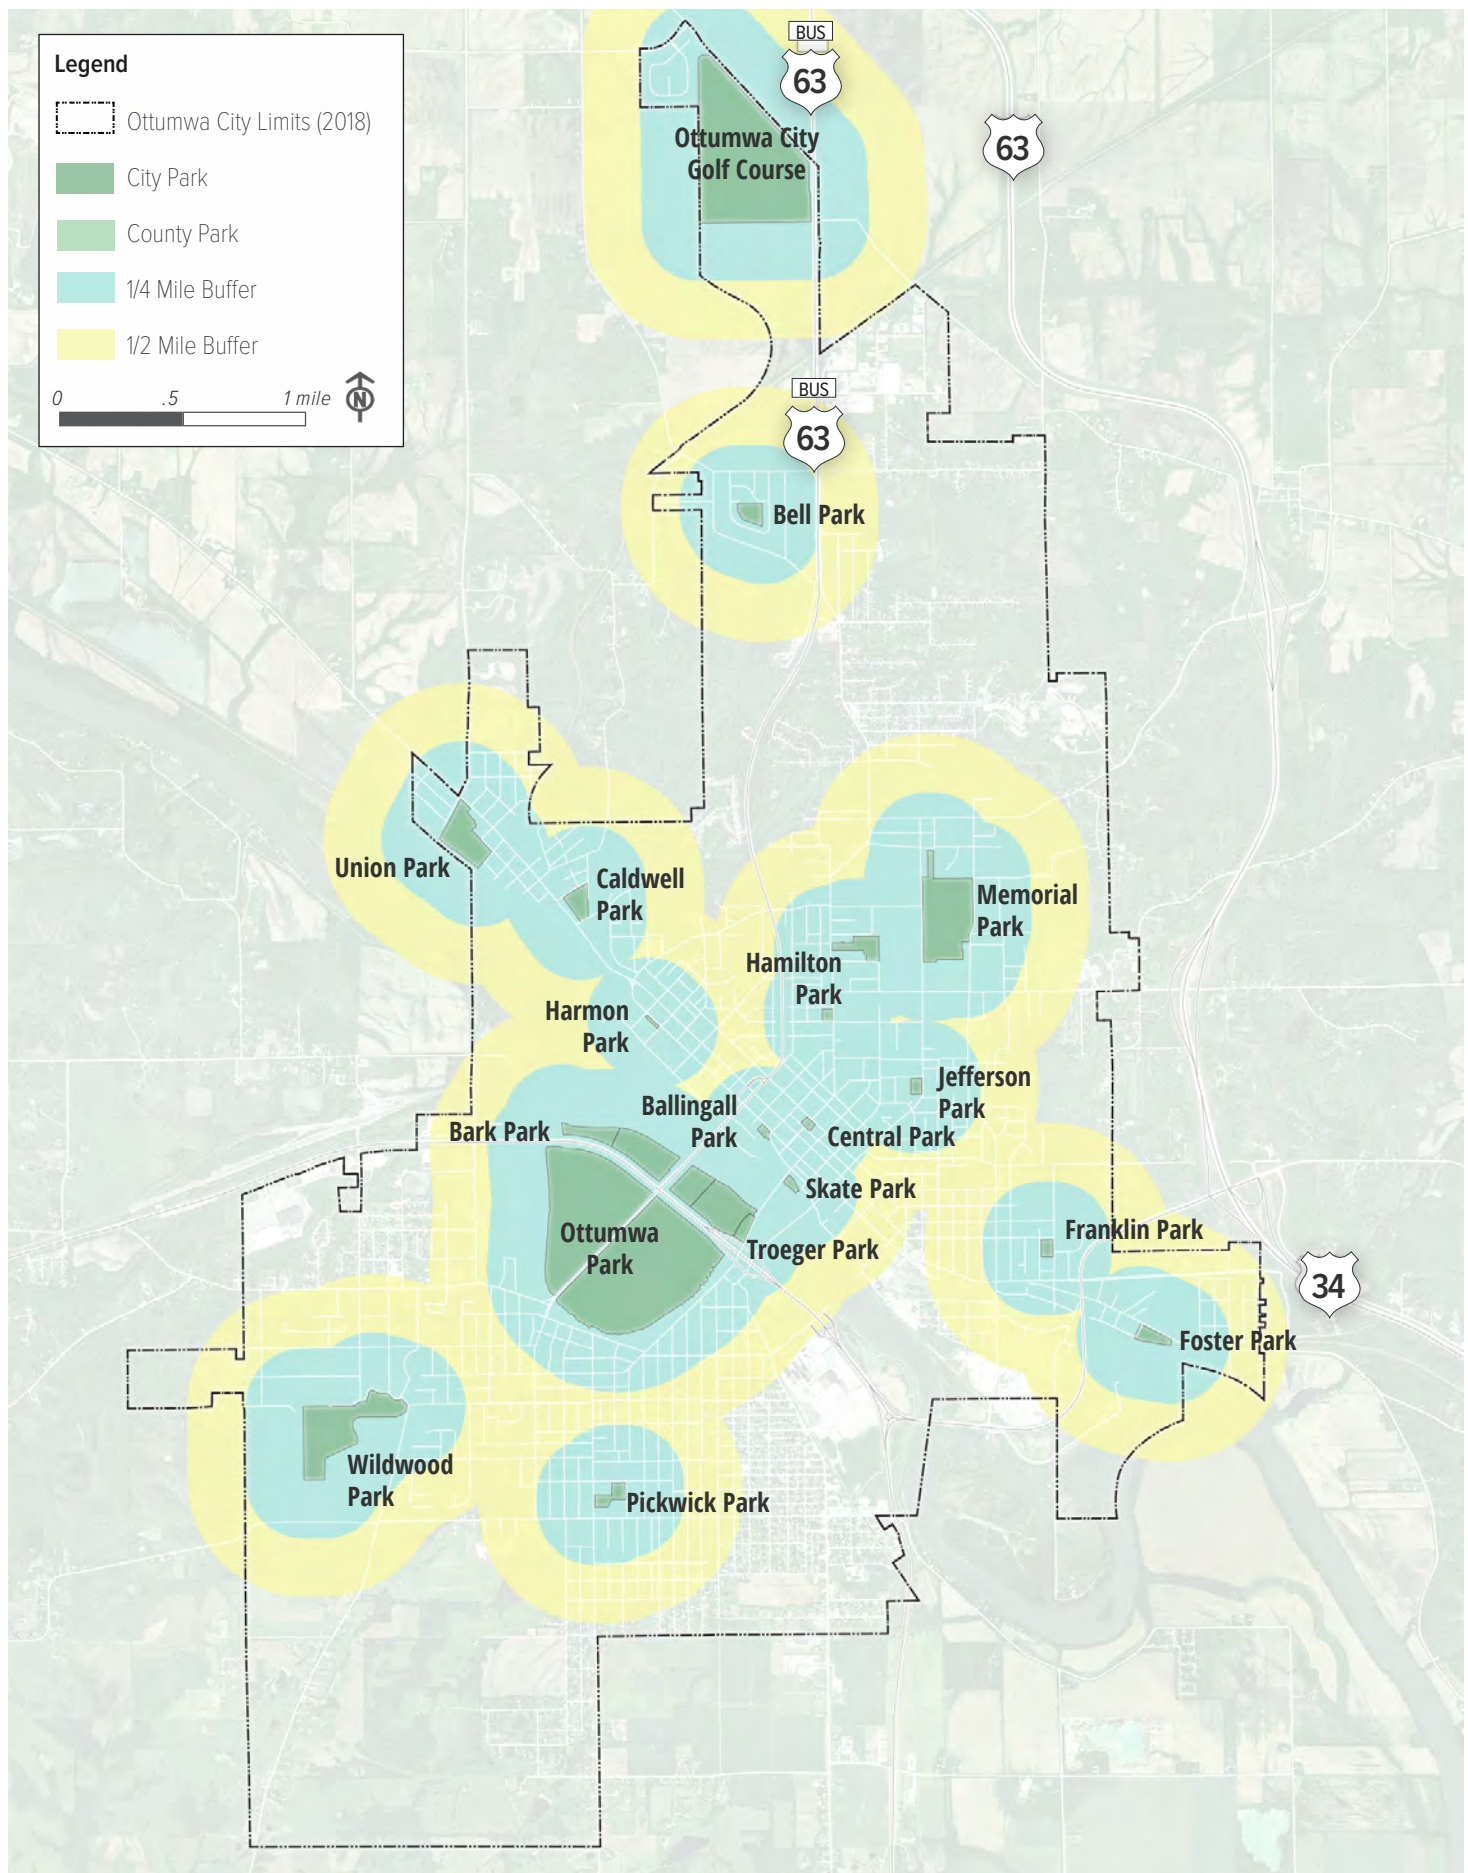 BUS
63
63
Legend
Ottumwa City Limits (2018)
City Park
County Park
1/4 Mile Buffer
1/2 Mile Buffer
0 .5 1 mile
N
Ottumwa City
Golf Course
BUS
63
Bell Park
Union Park
Caldwell
Park
Memorial
Park
Hamilton
Park
Harmon
Park
Jefferson
Park
Ballingall
Park
Bark Park
Central Park
Skate Park
Ottumwa
Park
Troeger Park
Franklin Park
34
Foster Park
Wildwood
Park
Pickwick Park